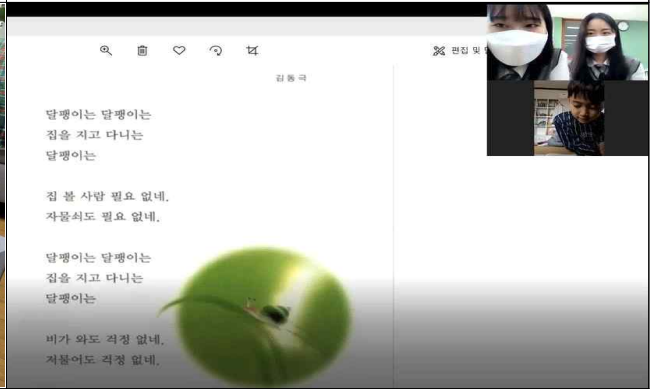 편집 및
김동극
달팽이는 달팽이는
집을 지고 다니는
달팽이는
집 볼 사람 필요 없네.
자물쇠도 필요 없네.
달팽이는 달팽이는
집을 지고 다니는
달팽이는
비가 와도 걱정 없네.
저물어도 걱정 없네.